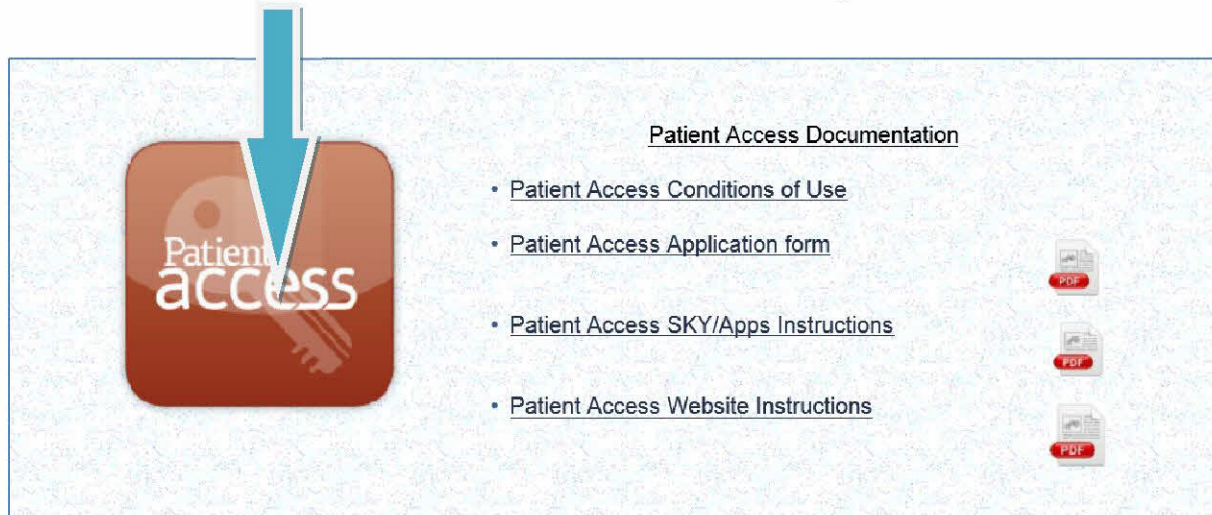 Patient Access Documentation
Patient
access
• Patient Access Conditions of Use
• Patient Access Application form
PDF
• Patient Access SKY/Apps Instructions
PDF
• Patient Access Website Instructions
PDF